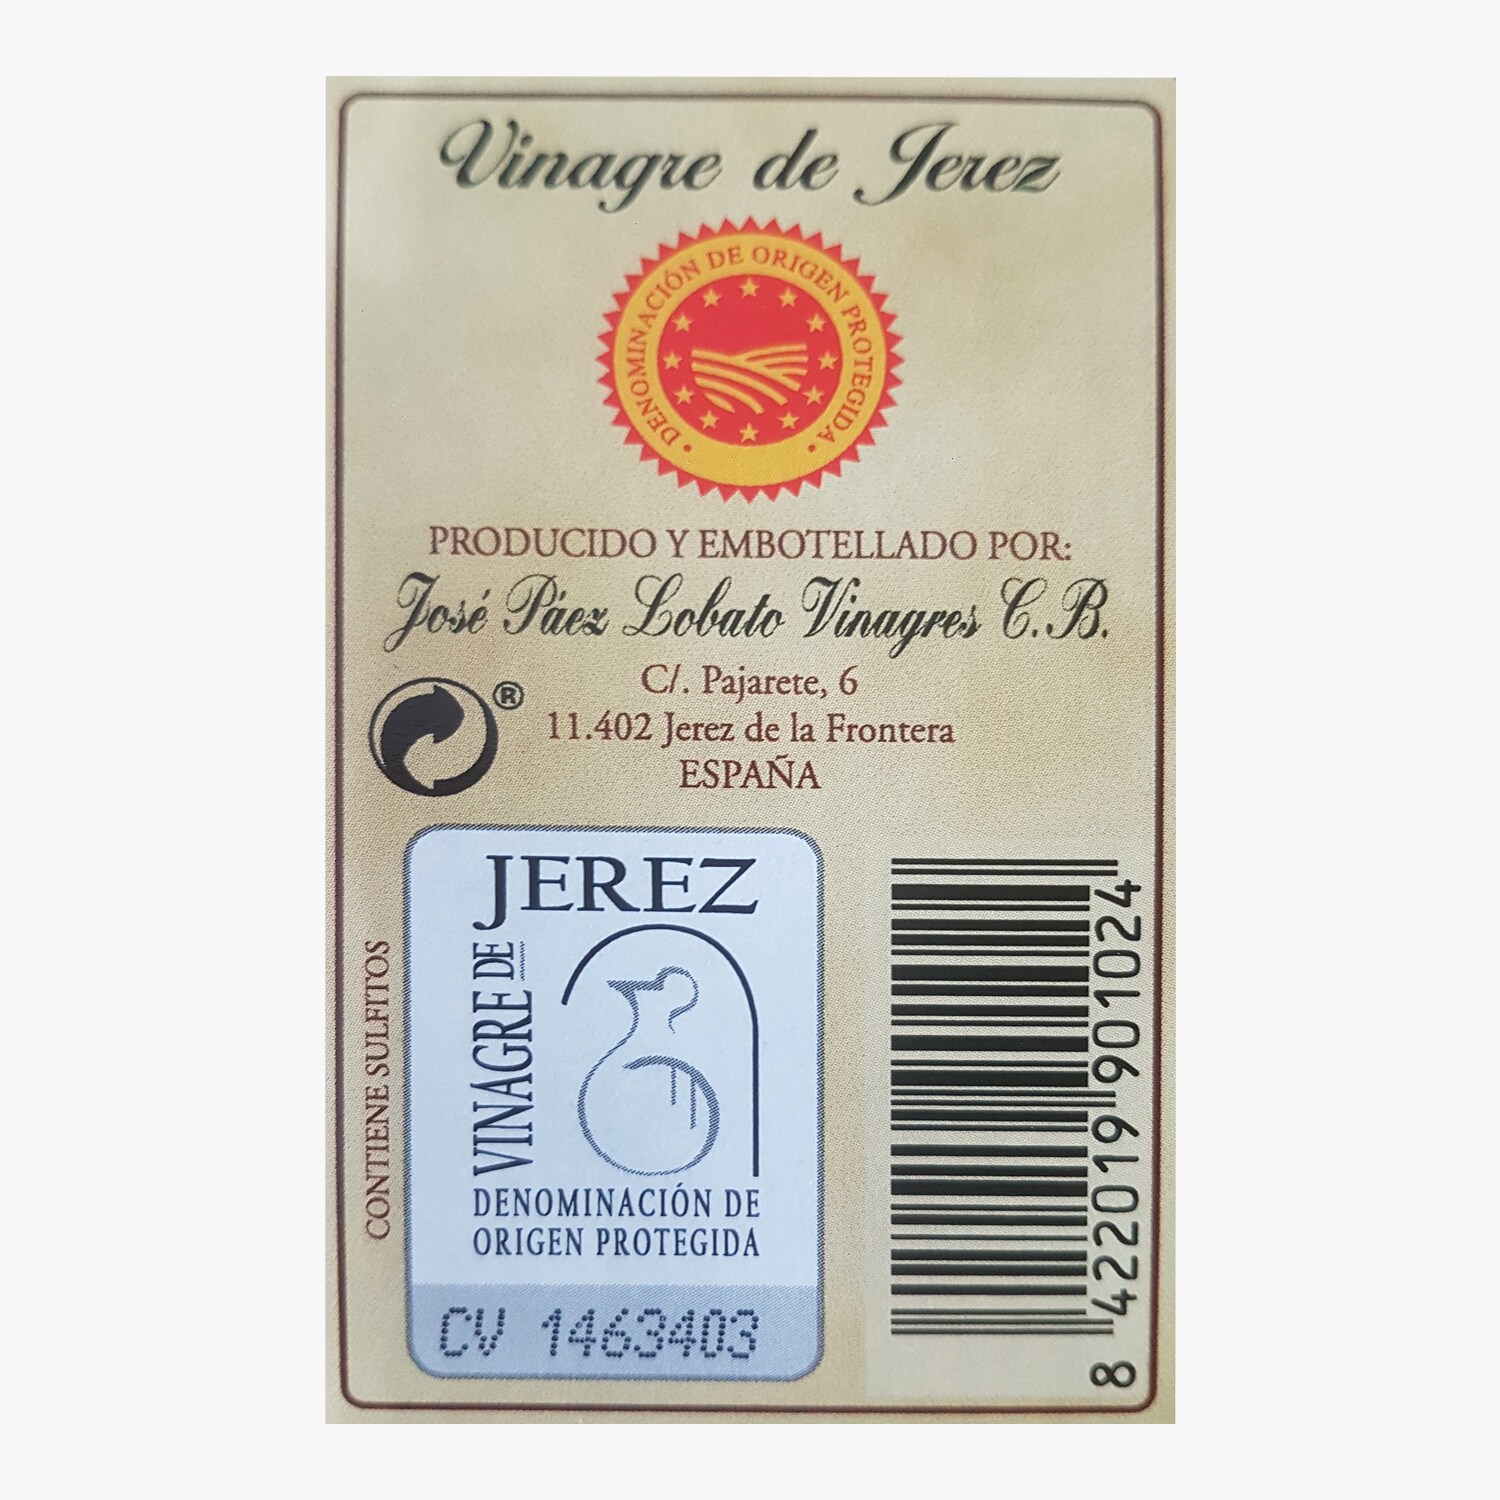 Vinagre de Jerez
· DENOMINACIÓN DE ORIGEN PROTEGIDA ·
PRODUCIDO Y EMBOTELLADO POR:
José Páez Lobato Vinagres C.B.
C/. Pajarete, 6
®
11.402 Jerez de la Frontera
ESPAÑA
CONTIENE SULFITOS
JEREZ
VINAGRE DE
DENOMINACIÓN DE
ORIGEN PROTEGIDA
CV 1463403
8 422019 901024